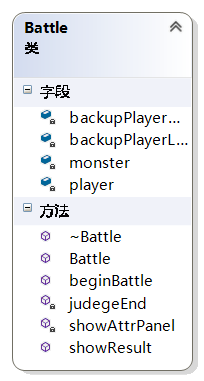 Battle
类
字段
backupPlayer...
backupPlayerL...
monster
player
方法
~Battle
Battle
beginBattle
judegeEnd
showAttrPanel
showResult